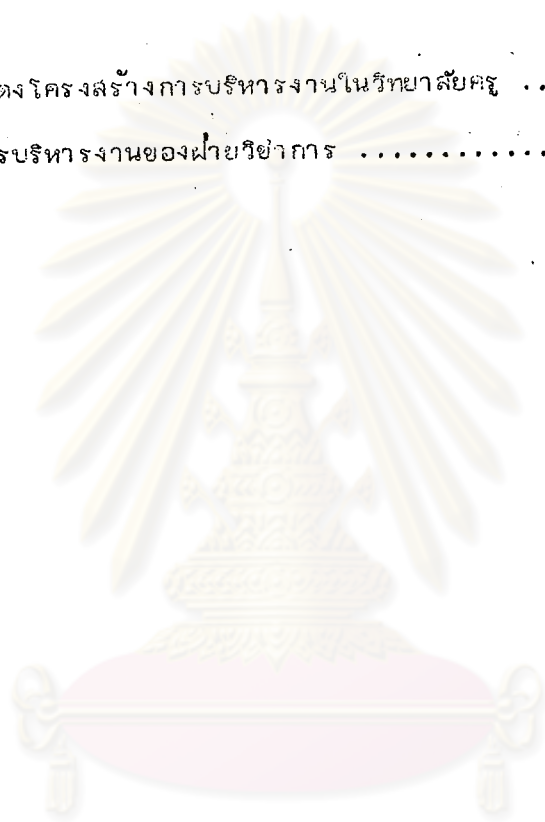 ดงโครงสร้างการบริหารงานในวิทยาลัยครู ..
รบริหารงานของฝ่ายวิชาการ ............